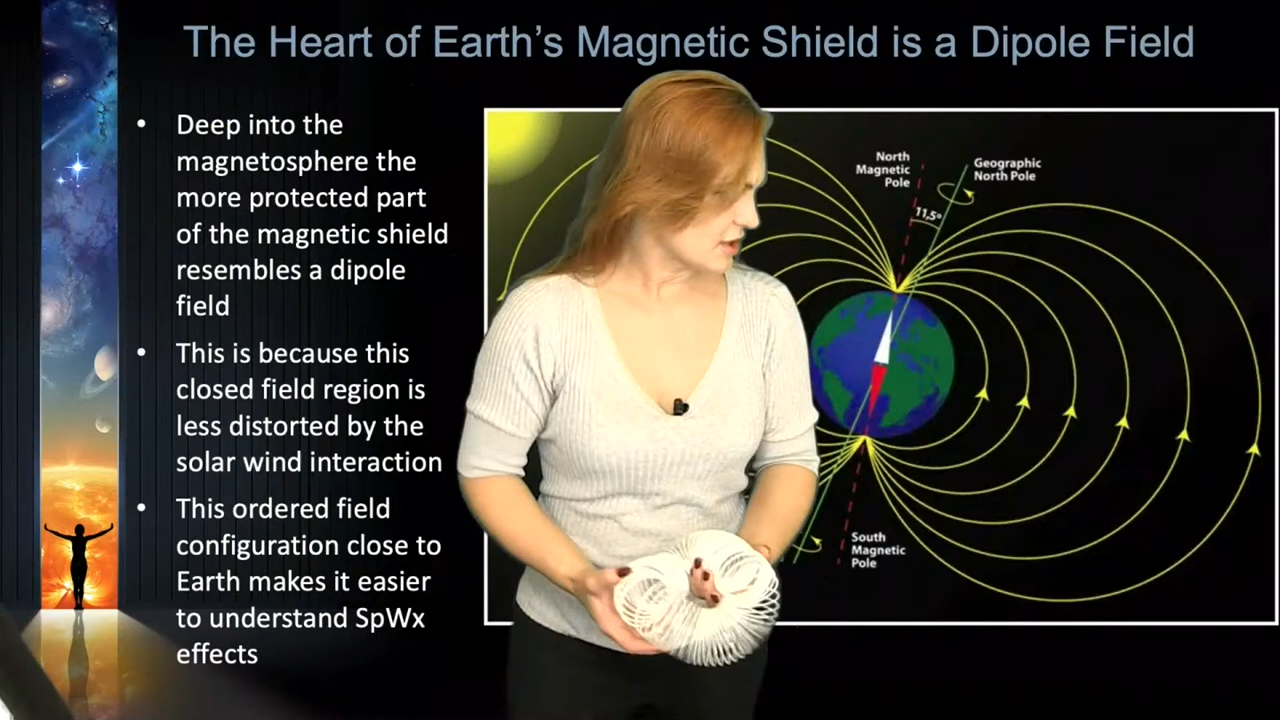 The Heart of Earth's Magnetic Shield is a Dipole Field
• Deep into the
magnetosphere the
more protected part
of the magnetic shield
resembles a dipole
field
• This is because this
closed field region is
less distorted by the
solar wind interaction
• This ordered field
configuration close to
Earth makes it easier
to understand SpWx
effects
North
Magnetic
Pole
Geographic
North Pole
11,5°
South
Magnetic
Pole